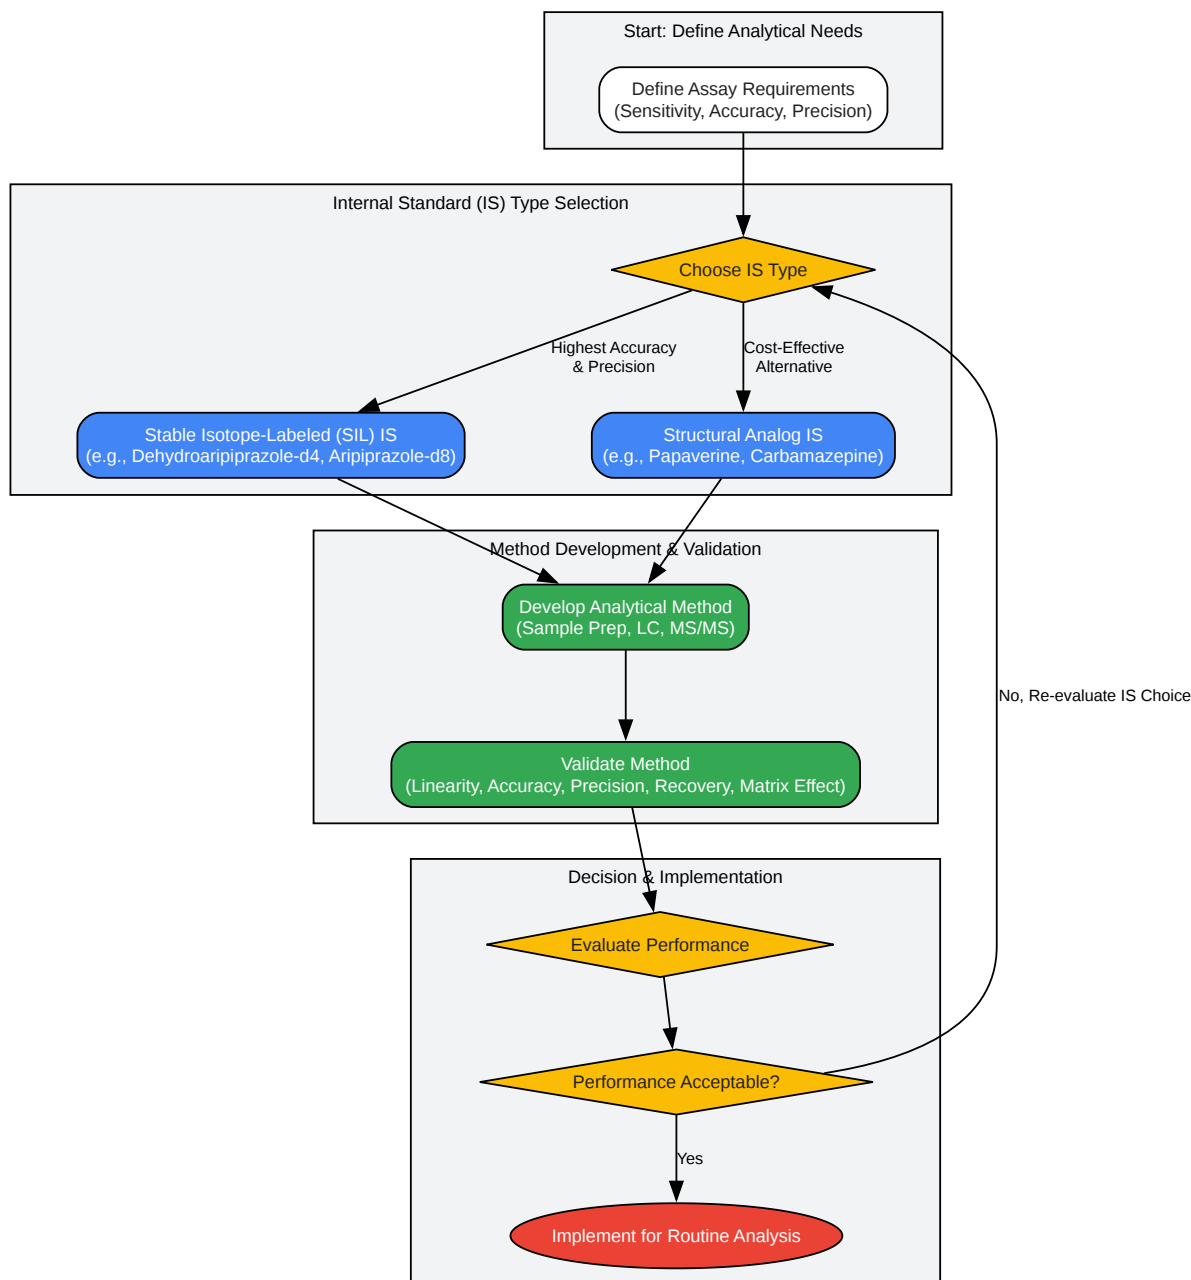 Start: Define Analytical Needs
Define Assay Requirements
(Sensitivity, Accuracy, Precision)
Internal Standard (IS) Type Selection
Choose IS Type
Highest Accuracy
& Precision
Cost-Effective
Alternative
Stable Isotope-Labeled (SIL) IS
(e.g., Dehydroaripiprazole-d4, Aripiprazole-d8)
Structural Analog IS
(e.g., Papaverine, Carbamazepine)
Method Development & Validation
Develop Analytical Method
(Sample Prep, LC, MS/MS)
No, Re-evaluate IS Choice
Validate Method
(Linearity, Accuracy, Precision, Recovery, Matrix Effect)
Decision & Implementation
Evaluate Performance
Performance Acceptable?
Yes
Implement for Routine Analysis